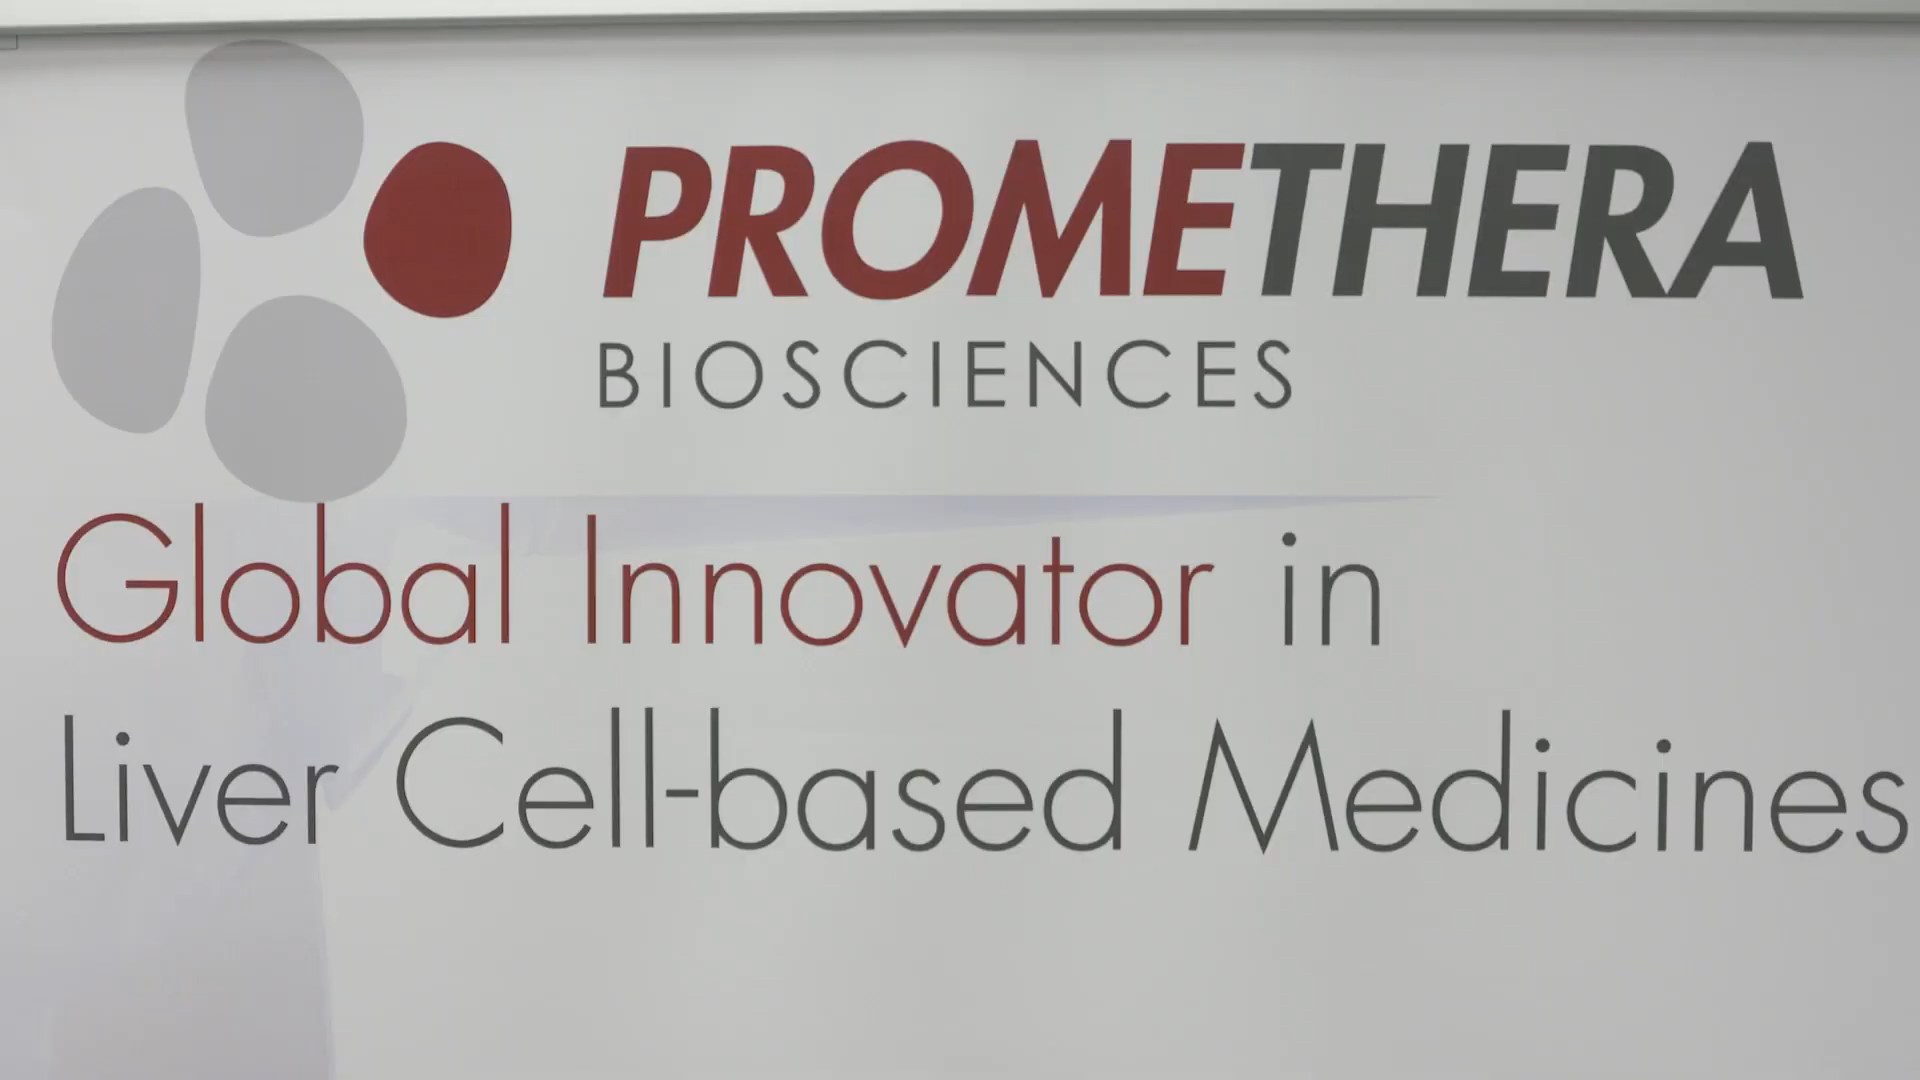 PROMETHERA
BIOSCIENCES
Global Innovator in
Liver Cell-based Medicines